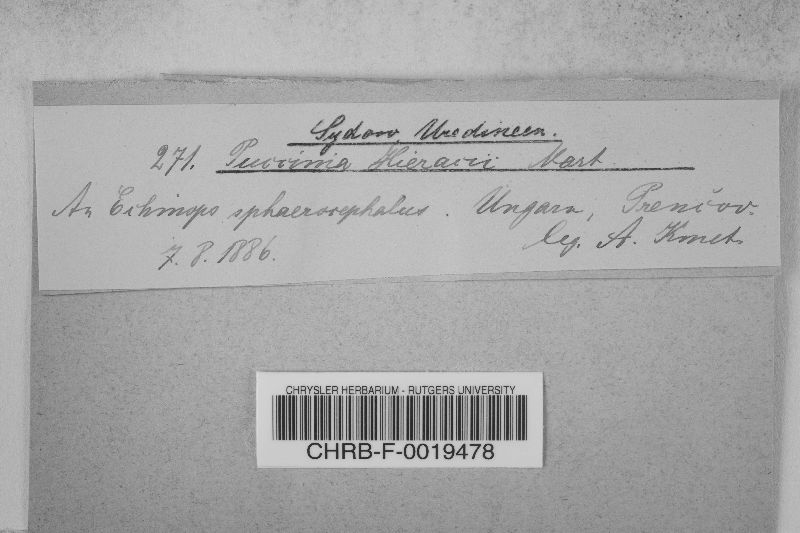 Sydow, Uredineen.
271. Puccinia Hieracii Mart.
An Echinops sphaerocephalus. Ungarn, Prenčov.
7. 8. 1886. leg. A. Kmet.
CHRYSLER HERBARIUM - RUTGERS UNIVERSITY
CHRB-F-0019478